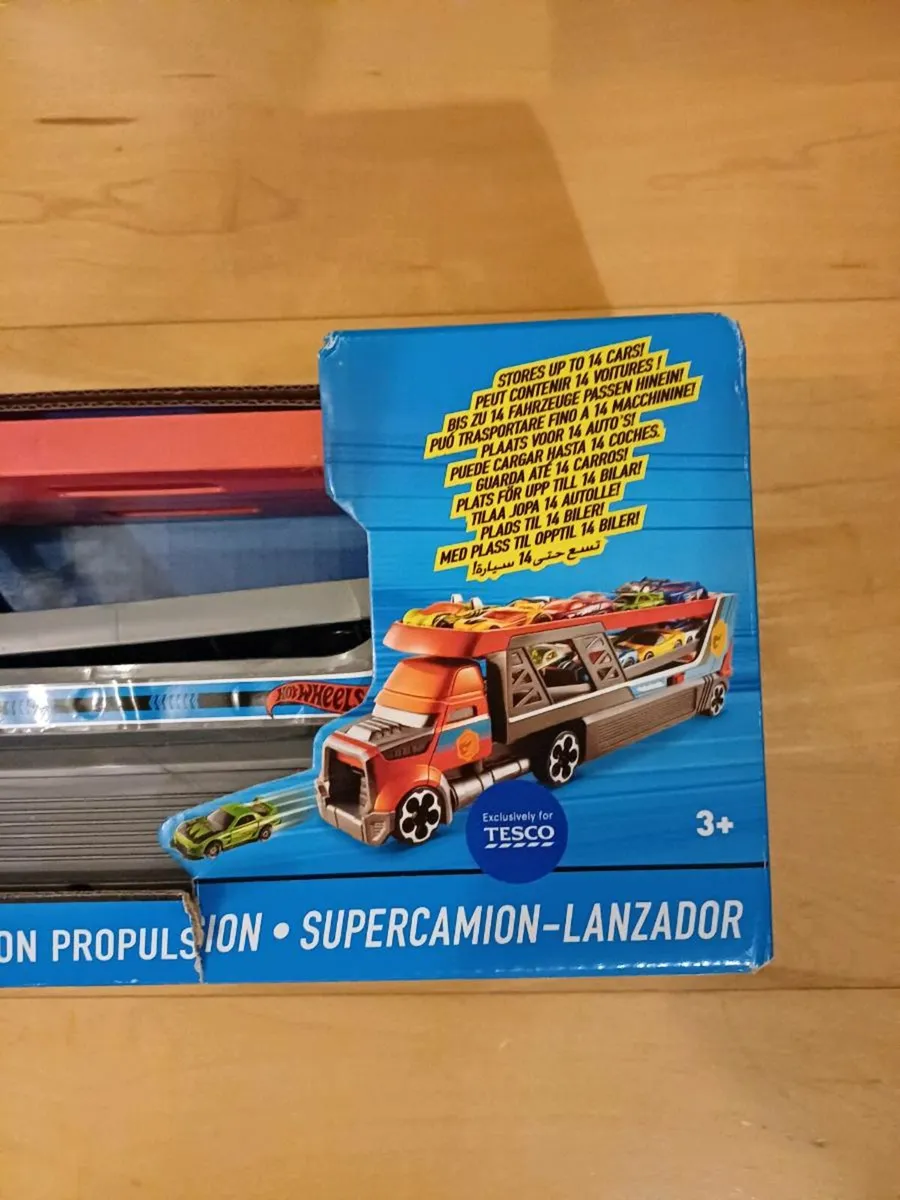 STORES UP TO 14 CARS!
PEUT CONTENIR 14 VOITURES !
BIS ZU 14 FAHRZEUGE PASSEN HINEIN!
PUÓ TRASPORTARE FINO A 14 MACCHININE!
PLAATS VOOR 14 AUTO'S!
PUEDE CARGAR HASTA 14 COCHES.
GUARDA ATÉ 14 CARROS!
PLATS FÖR UPP TILL 14 BILAR!
TILAA JOPA 14 AUTOLLE!
PLADS TIL 14 BILER!
MED PLASS TIL OPPTIL 14 BILER!
تسع حتى 14 سيارة!
HOT WHEELS
Exclusively for
TESCO
3+
ON PROPULSION • SUPERCAMION-LANZADOR